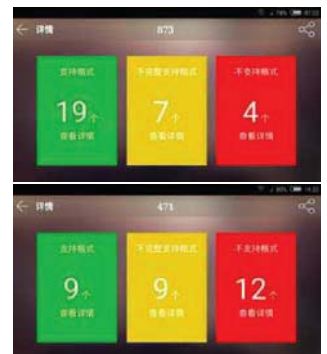 详情 873
支持格式 不完整支持格式 不支持格式
19个 7个 4个
查看详情 查看详情 查看详情
详情 471
支持格式 不完整支持格式 不支持格式
9个 9个 12个
查看详情 查看详情 查看详情